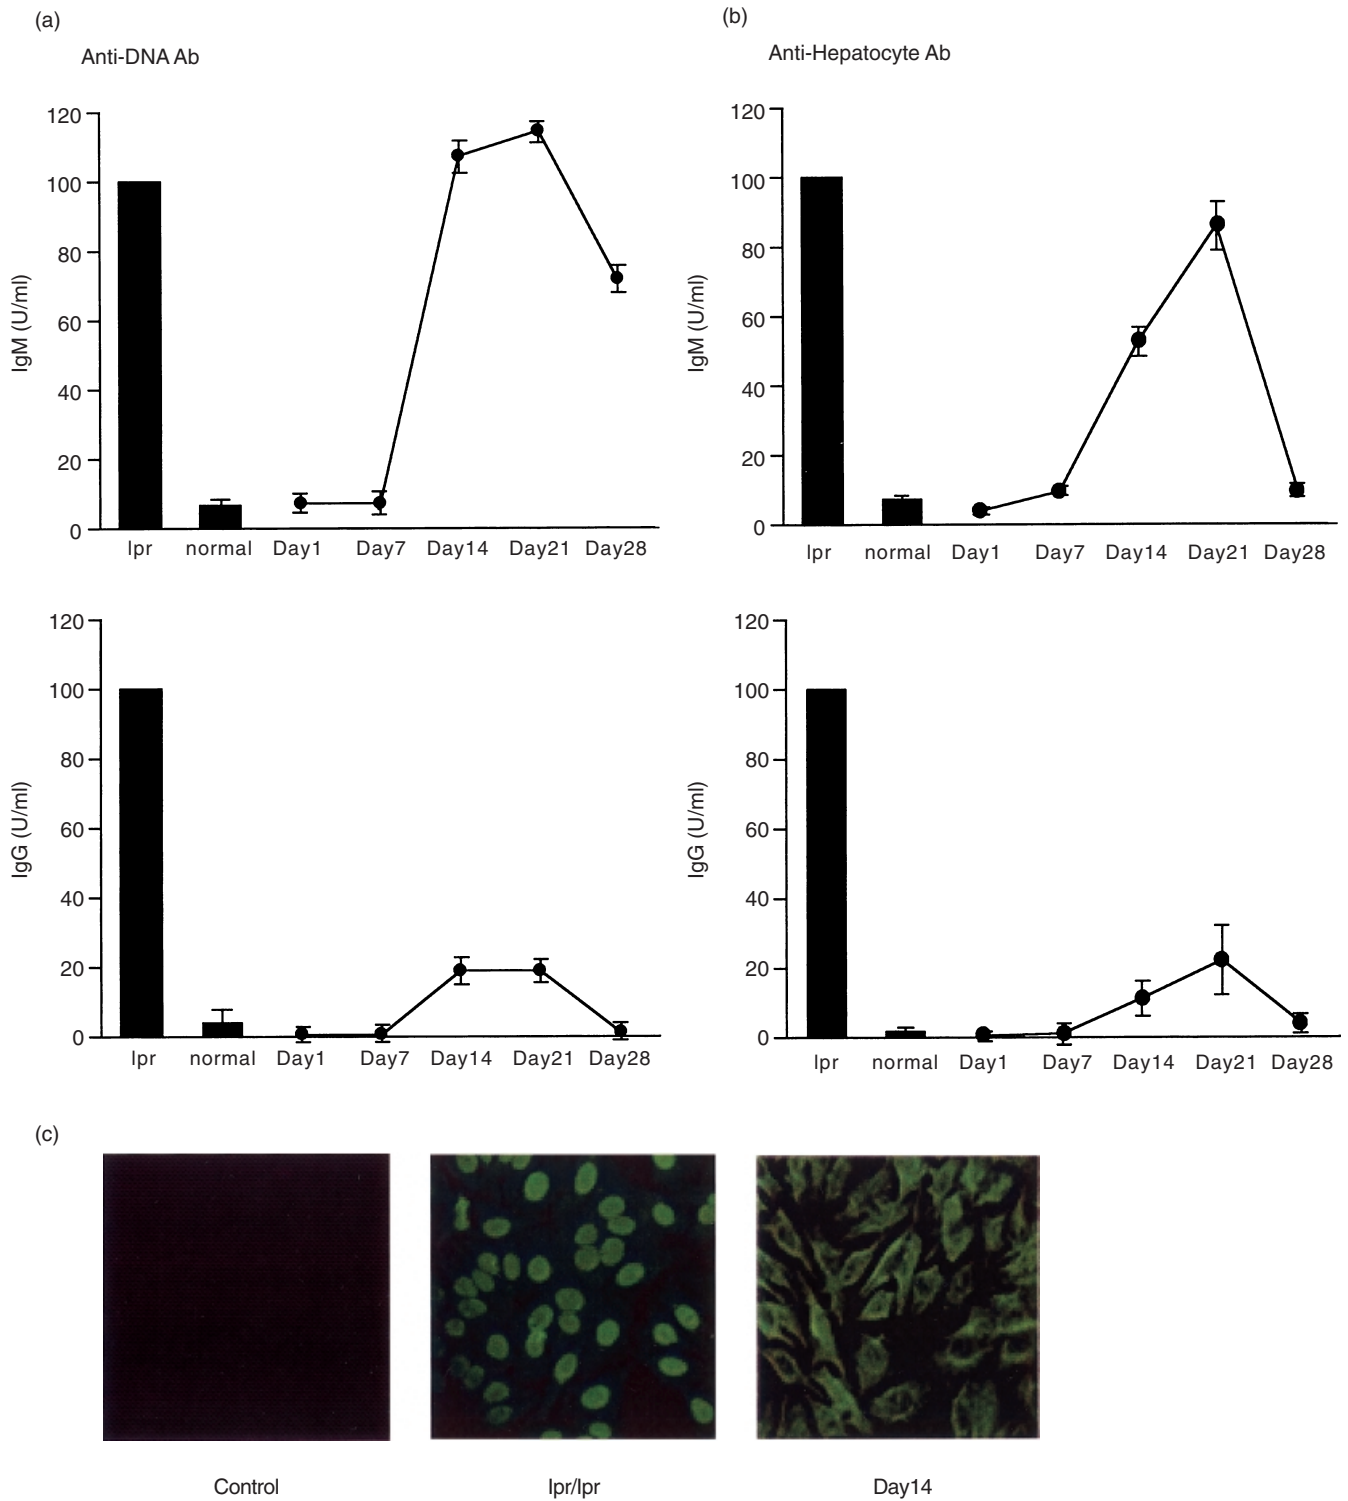 (a)
Anti-DNA Ab
120
100
80
60
40
20
0
IgM (U/ml)
lpr normal Day1 Day7 Day14 Day21 Day28
(b)
Anti-Hepatocyte Ab
120
100
80
60
40
20
0
IgM (U/ml)
lpr normal Day1 Day7 Day14 Day21 Day28
120
100
80
60
40
20
0
IgG (U/ml)
lpr normal Day1 Day7 Day14 Day21 Day28
120
100
80
60
40
20
0
IgG (U/ml)
lpr normal Day1 Day7 Day14 Day21 Day28
(c)
Control lpr/lpr Day14